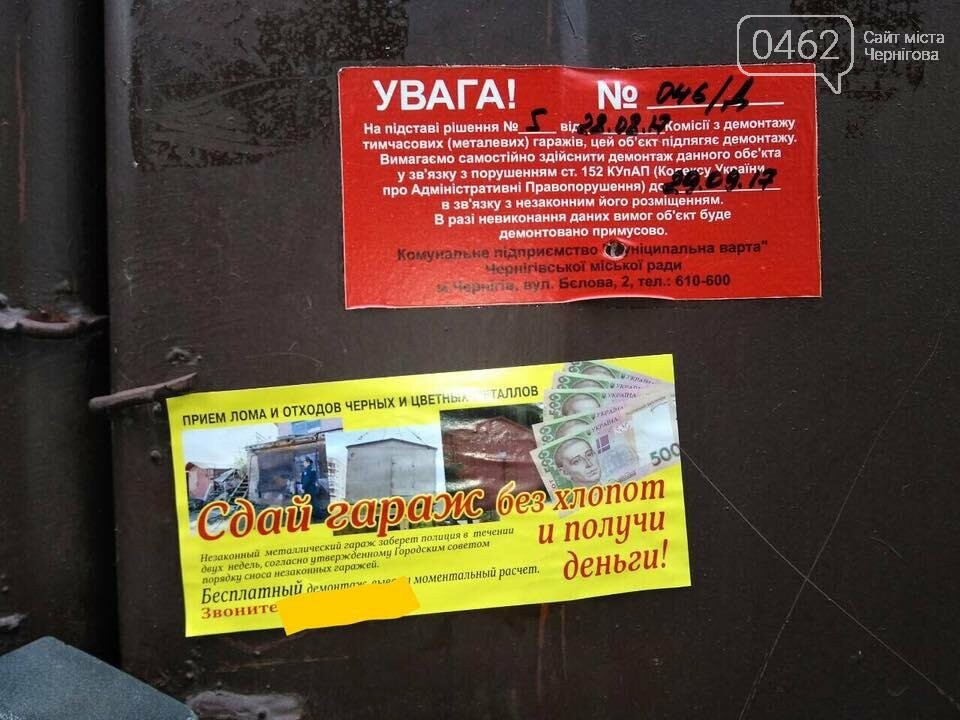 0462 Сайт міста
Чернігова
УВАГА! № 046/Д
На підставі рішення № 5 від 28.08.17 Комісії з демонтажу
тимчасових (металевих) гаражів, цей об'єкт підлягає демонтажу.
Вимагаємо самостійно здійснити демонтаж данного обє'кта
у зв'язку з порушенням ст. 152 КУпАП (Кодексу України
про Адміністративні Правопорушення) до 29.09.17
в зв'язку з незаконним його розміщенням.
В разі невиконання даних вимог об'єкт буде
демонтовано примусово.
Комунальне підприємство "Муніципальна варта"
Чернігівської міської ради
м.Чернігів, вул. Бєлова, 2, тел.: 610-600
ПРИЕМ ЛОМА И ОТХОДОВ ЧЕРНЫХ И ЦВЕТНЫХ МЕТАЛЛОВ
Сдай гараж без хлопот
и получи
деньги!
Незаконный металлический гараж заберет полиция в течении
двух недель, согласно утвержденному Городским советом
порядку сноса незаконных гаражей.
Бесплатный демонтаж, вывоз и моментальный расчет.
Звоните
500